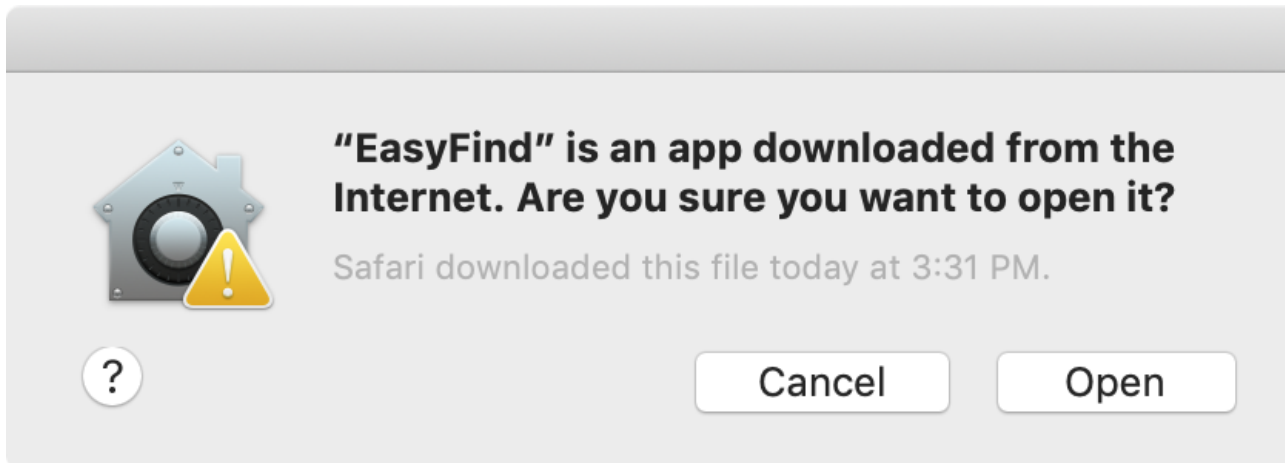 “EasyFind” is an app downloaded from the
Internet. Are you sure you want to open it?
Safari downloaded this file today at 3:31 PM.
?
Cancel
Open